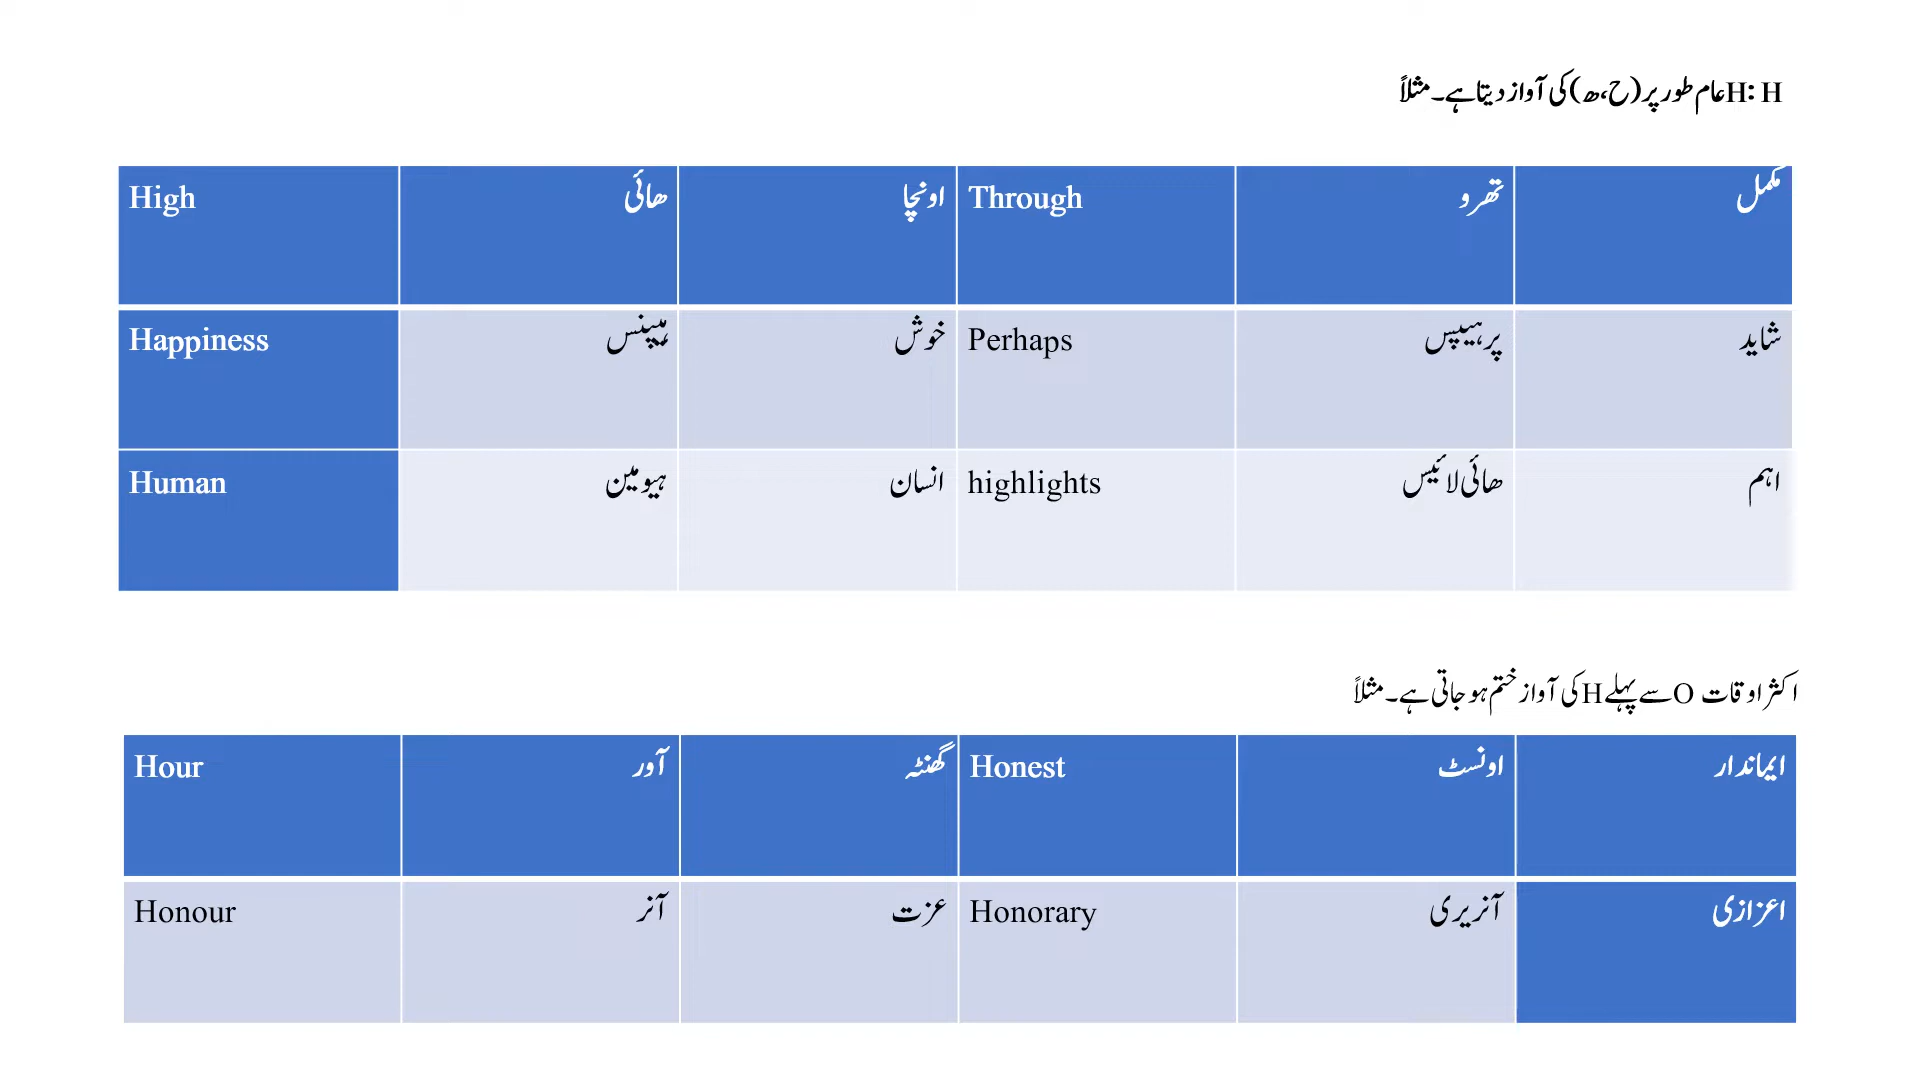 H: H عام طور پر (ح، ھ) کی آواز دیتا ہے۔ مثلاً
High ھائی اونچا Through تھرو مکمل
Happiness ہیپنس خوش Perhaps پرہیپس شاید
Human ہیومین انسان highlights ھائی لائیس اہم
اکثر اوقات O سے پہلے H کی آواز ختم ہو جاتی ہے۔ مثلاً
Hour آور گھنٹہ Honest اونسٹ ایماندار
Honour آنر عزت Honorary آنریری اعزازی